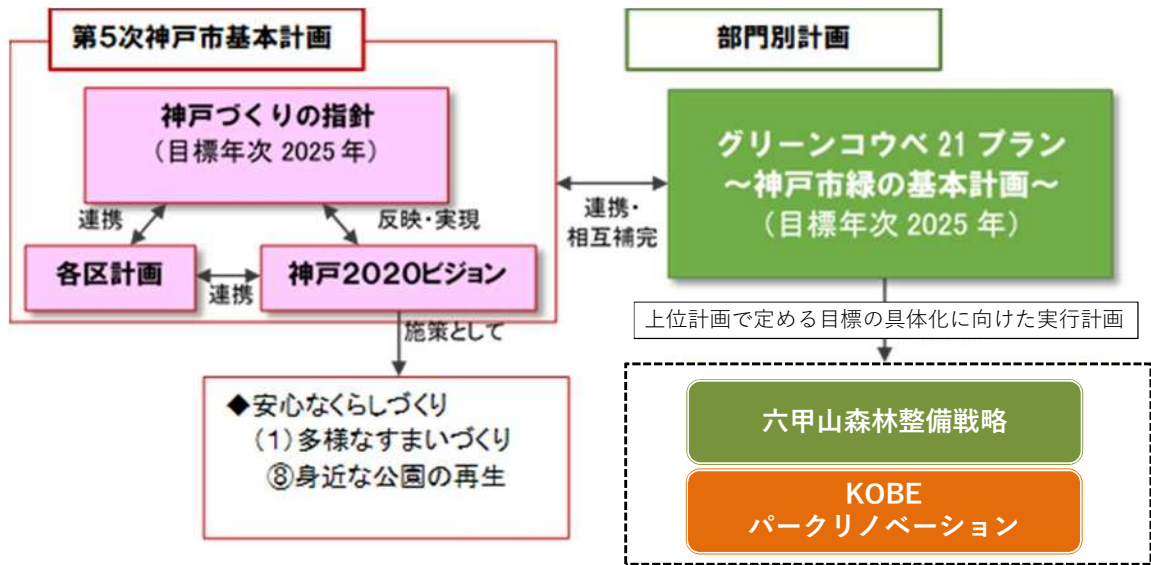 第5次神戸市基本計画
神戸づくりの指針
(目標年次 2025 年)
連携
反映・実現
各区計画
連携
神戸2020ビジョン
施策として
◆安心なくらしづくり
(1)多様なすまいづくり
⑧身近な公園の再生
連携・
相互補完
部門別計画
グリーンコウベ 21 プラン
~神戸市緑の基本計画~
(目標年次 2025 年)
上位計画で定める目標の具体化に向けた実行計画
六甲山森林整備戦略
KOBE
パークリノベーション